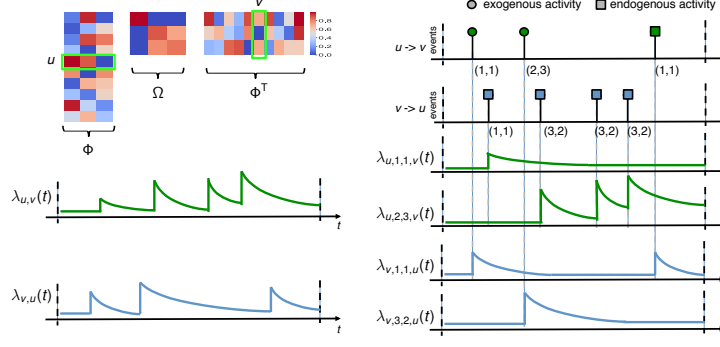 v
u
0.8
0.6
0.4
0.2
0.0
Φ
Ω
Φᵀ
λu,v(t)
t
λv,u(t)
t
exogenous activity
endogenous activity
u -> v
events
(1,1)
(2,3)
(1,1)
v -> u
events
(1,1)
(3,2)
(3,2)
(3,2)
λu,1,1,v(t)
λu,2,3,v(t)
λv,1,1,u(t)
λv,3,2,u(t)